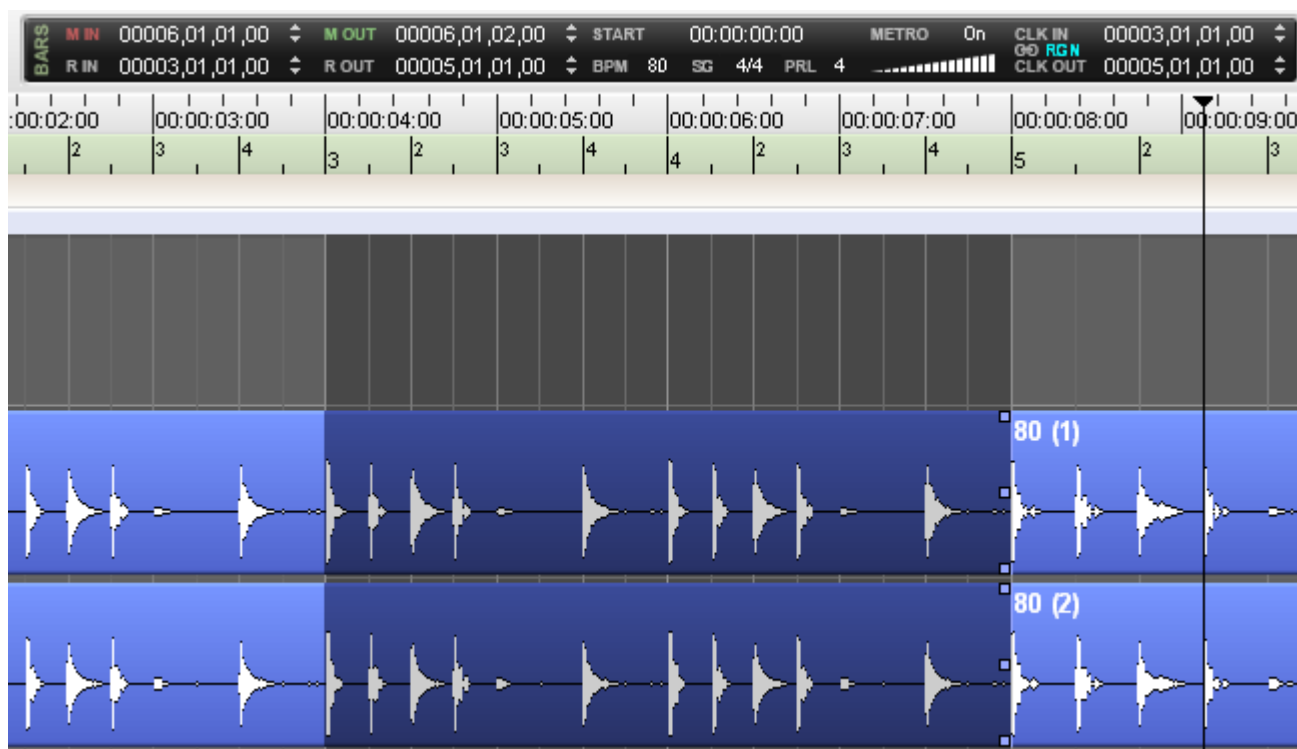 BARS
M IN 00006,01,01,00 M OUT 00006,01,02,00 START 00:00:00:00 METRO On CLK IN 00003,01,01,00
RGN
R IN 00003,01,01,00 R OUT 00005,01,01,00 BPM 80 SG 4/4 PRL 4 CLK OUT 00005,01,01,00
:00:02:00 00:00:03:00 00:00:04:00 00:00:05:00 00:00:06:00 00:00:07:00 00:00:08:00 00:00:09:00
2 3 4 3 2 3 4 4 2 3 4 5 2 3
80 (1)
80 (2)